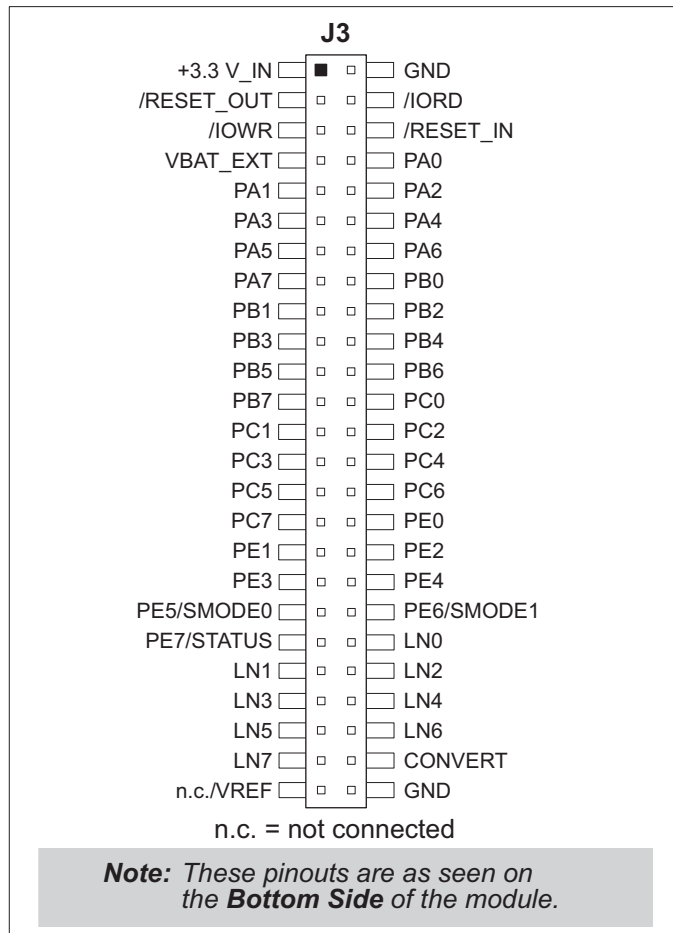 J3
+3.3 V_IN GND
/RESET_OUT /IORD
/IOWR /RESET_IN
VBAT_EXT PA0
PA1 PA2
PA3 PA4
PA5 PA6
PA7 PB0
PB1 PB2
PB3 PB4
PB5 PB6
PB7 PC0
PC1 PC2
PC3 PC4
PC5 PC6
PC7 PE0
PE1 PE2
PE3 PE4
PE5/SMODE0 PE6/SMODE1
PE7/STATUS LN0
LN1 LN2
LN3 LN4
LN5 LN6
LN7 CONVERT
n.c./VREF GND
n.c. = not connected
Note: These pinouts are as seen on
the Bottom Side of the module.